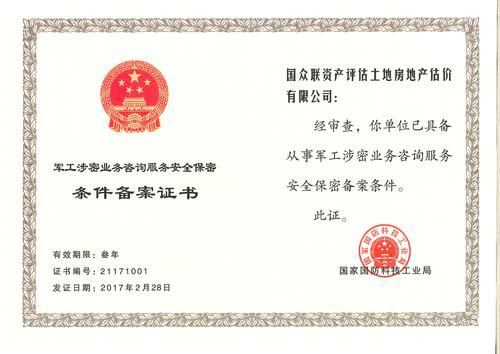 军工涉密业务咨询服务安全保密
条件备案证书
有效期限：叁年
证书编号：21171001
发证日期：2017年2月28日
国众联资产评估土地房地产估价
有限公司：
经审查，你单位已具备
从事军工涉密业务咨询服务
安全保密备案条件。
此证。
国家国防科技工业局
国家国防科技工业局